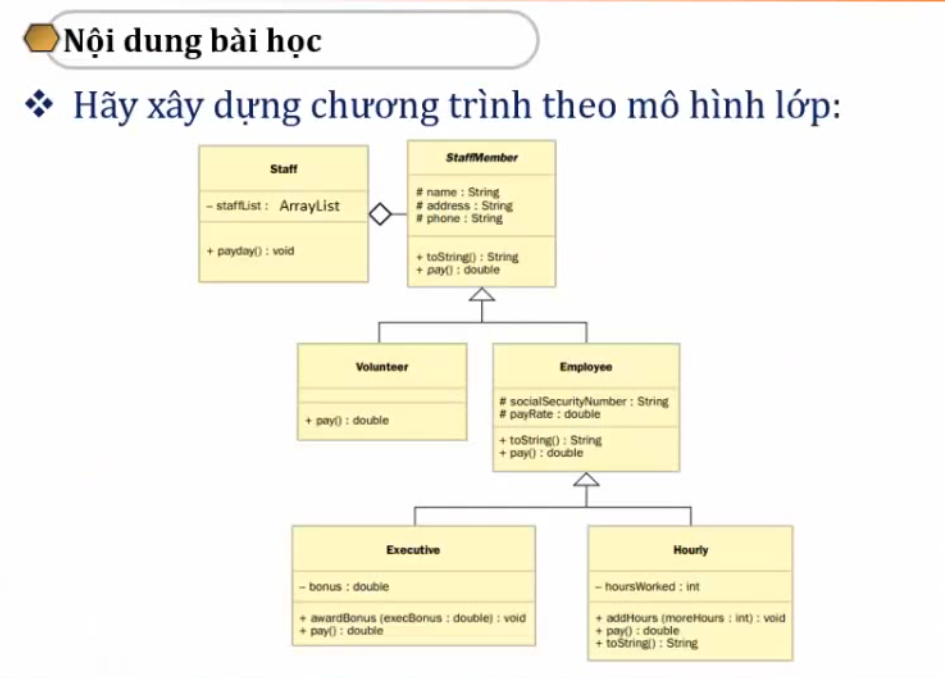 Nội dung bài học
❖ Hãy xây dựng chương trình theo mô hình lớp:
Staff
- staffList : ArrayList
+ payday() : void
StaffMember
# name : String
# address : String
# phone : String
+ toString() : String
+ pay() : double
Volunteer
+ pay() : double
Employee
# socialSecurityNumber : String
# payRate : double
+ toString() : String
+ pay() : double
Executive
- bonus : double
+ awardBonus (execBonus : double) : void
+ pay() : double
Hourly
- hoursWorked : int
+ addHours (moreHours : int) : void
+ pay() : double
+ toString() : String